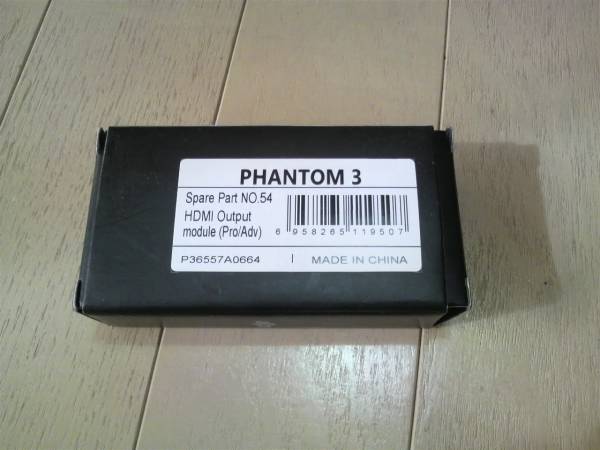 PHANTOM 3
Spare Part NO.54
HDMI Output
module (Pro/Adv)
6 958265 119507
P36557A0664 | MADE IN CHINA